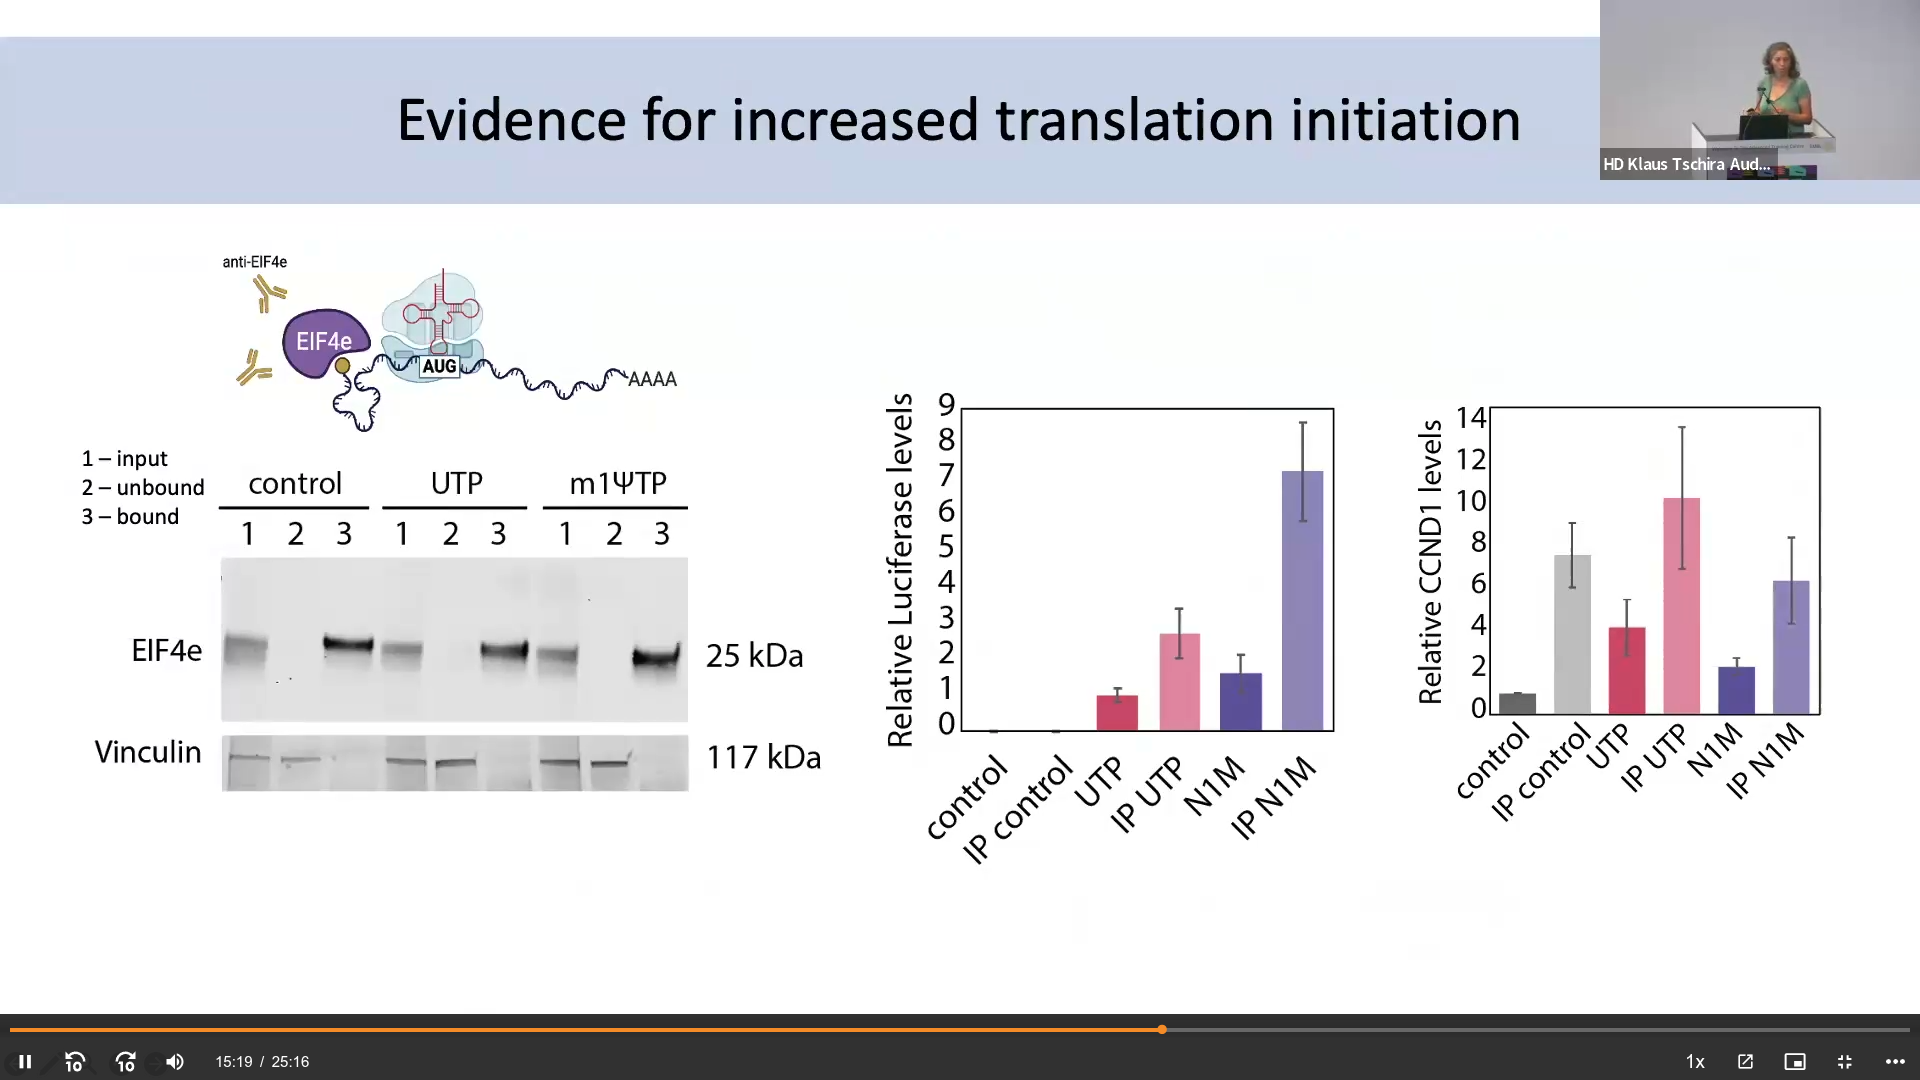 Evidence for increased translation initiation
HD Klaus Tschira Aud...
anti-EIF4e
EIF4e
AUG
AAAA
1 – input
2 – unbound
3 – bound
control UTP m1ΨTP
1 2 3 1 2 3 1 2 3
EIF4e
25 kDa
Vinculin
117 kDa
Relative Luciferase levels
9
8
7
6
5
4
3
2
1
0
control
IP control
UTP
IP UTP
N1M
IP N1M
Relative CCND1 levels
14
12
10
8
6
4
2
0
control
IP control
UTP
IP UTP
N1M
IP N1M
10
10
15:19 / 25:16
1x